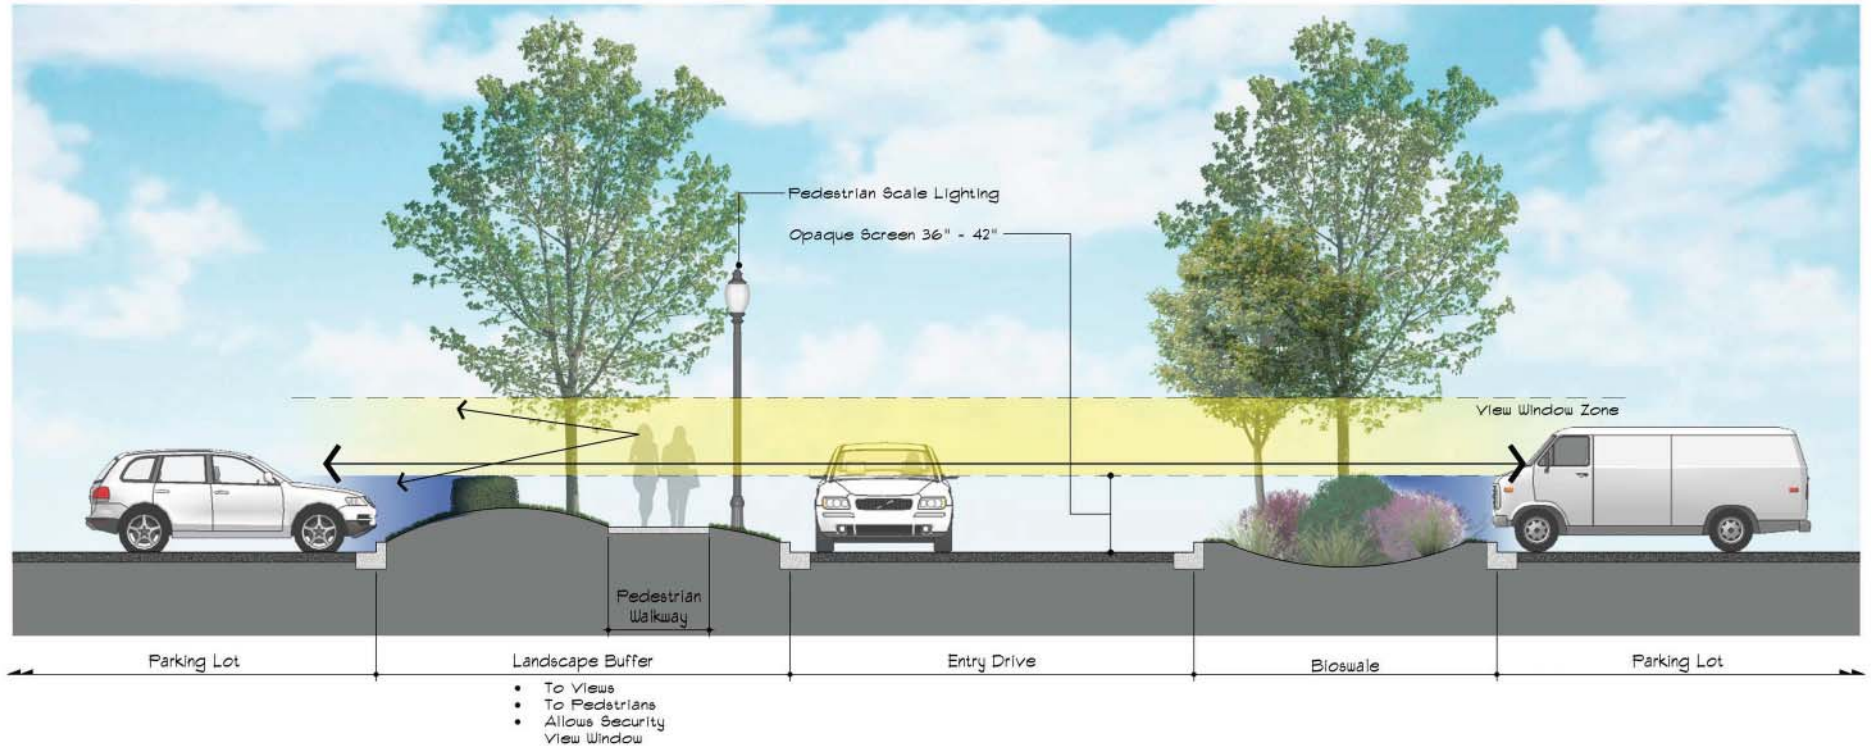 Pedestrian Scale Lighting
Opaque Screen 36" - 42"
View Window Zone
Pedestrian
Walkway
Parking Lot
Landscape Buffer
Entry Drive
Bioswale
Parking Lot
• To Views
• To Pedstrians
• Allows Security
View Window